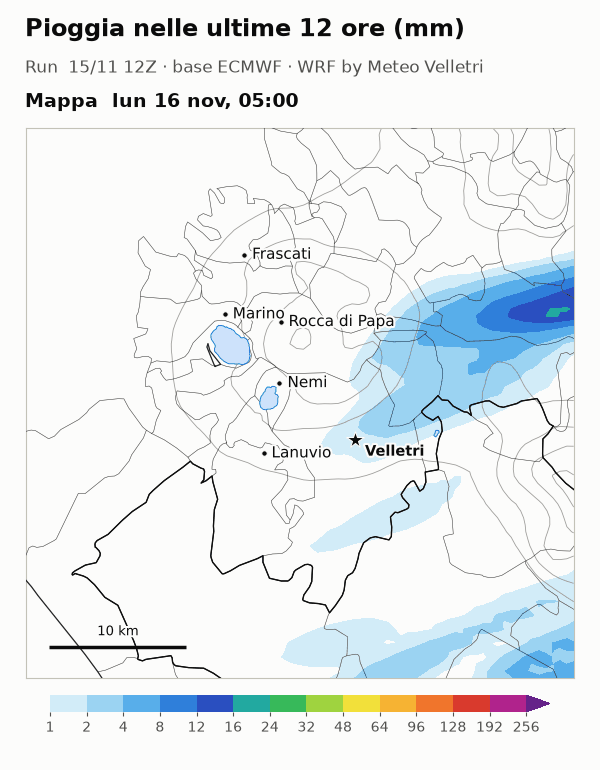 Pioggia nelle ultime 12 ore (mm)
Run 15/11 12Z · base ECMWF · WRF by Meteo Velletri
Mappa lun 16 nov, 05:00
Frascati
Marino
Rocca di Papa
Nemi
Velletri
Lanuvio
10 km
1 2 4 8 12 16 24 32 48 64 96 128 192 256